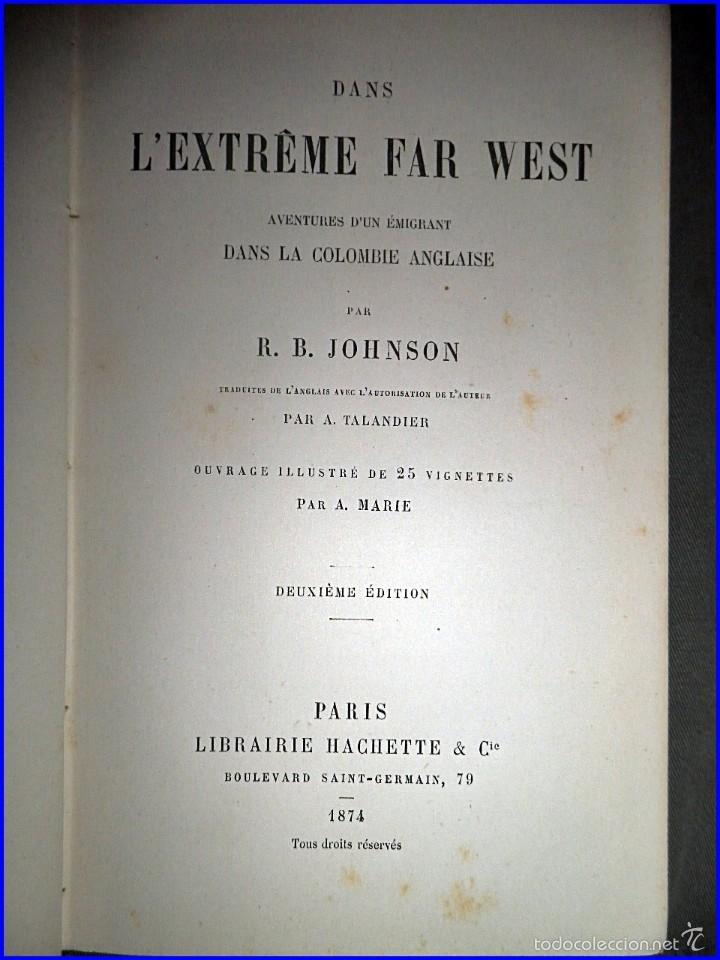 DANS
L'EXTRÊME FAR WEST
AVENTURES D'UN ÉMIGRANT
DANS LA COLOMBIE ANGLAISE
PAR
R. B. JOHNSON
TRADUITES DE L'ANGLAIS AVEC L'AUTORISATION DE L'AUTEUR
PAR A. TALANDIER
OUVRAGE ILLUSTRÉ DE 25 VIGNETTES
PAR A. MARIE
DEUXIÈME ÉDITION
PARIS
LIBRAIRIE HACHETTE & Cie
BOULEVARD SAINT-GERMAIN, 79
1874
Tous droits réservés
todocoleccion.net